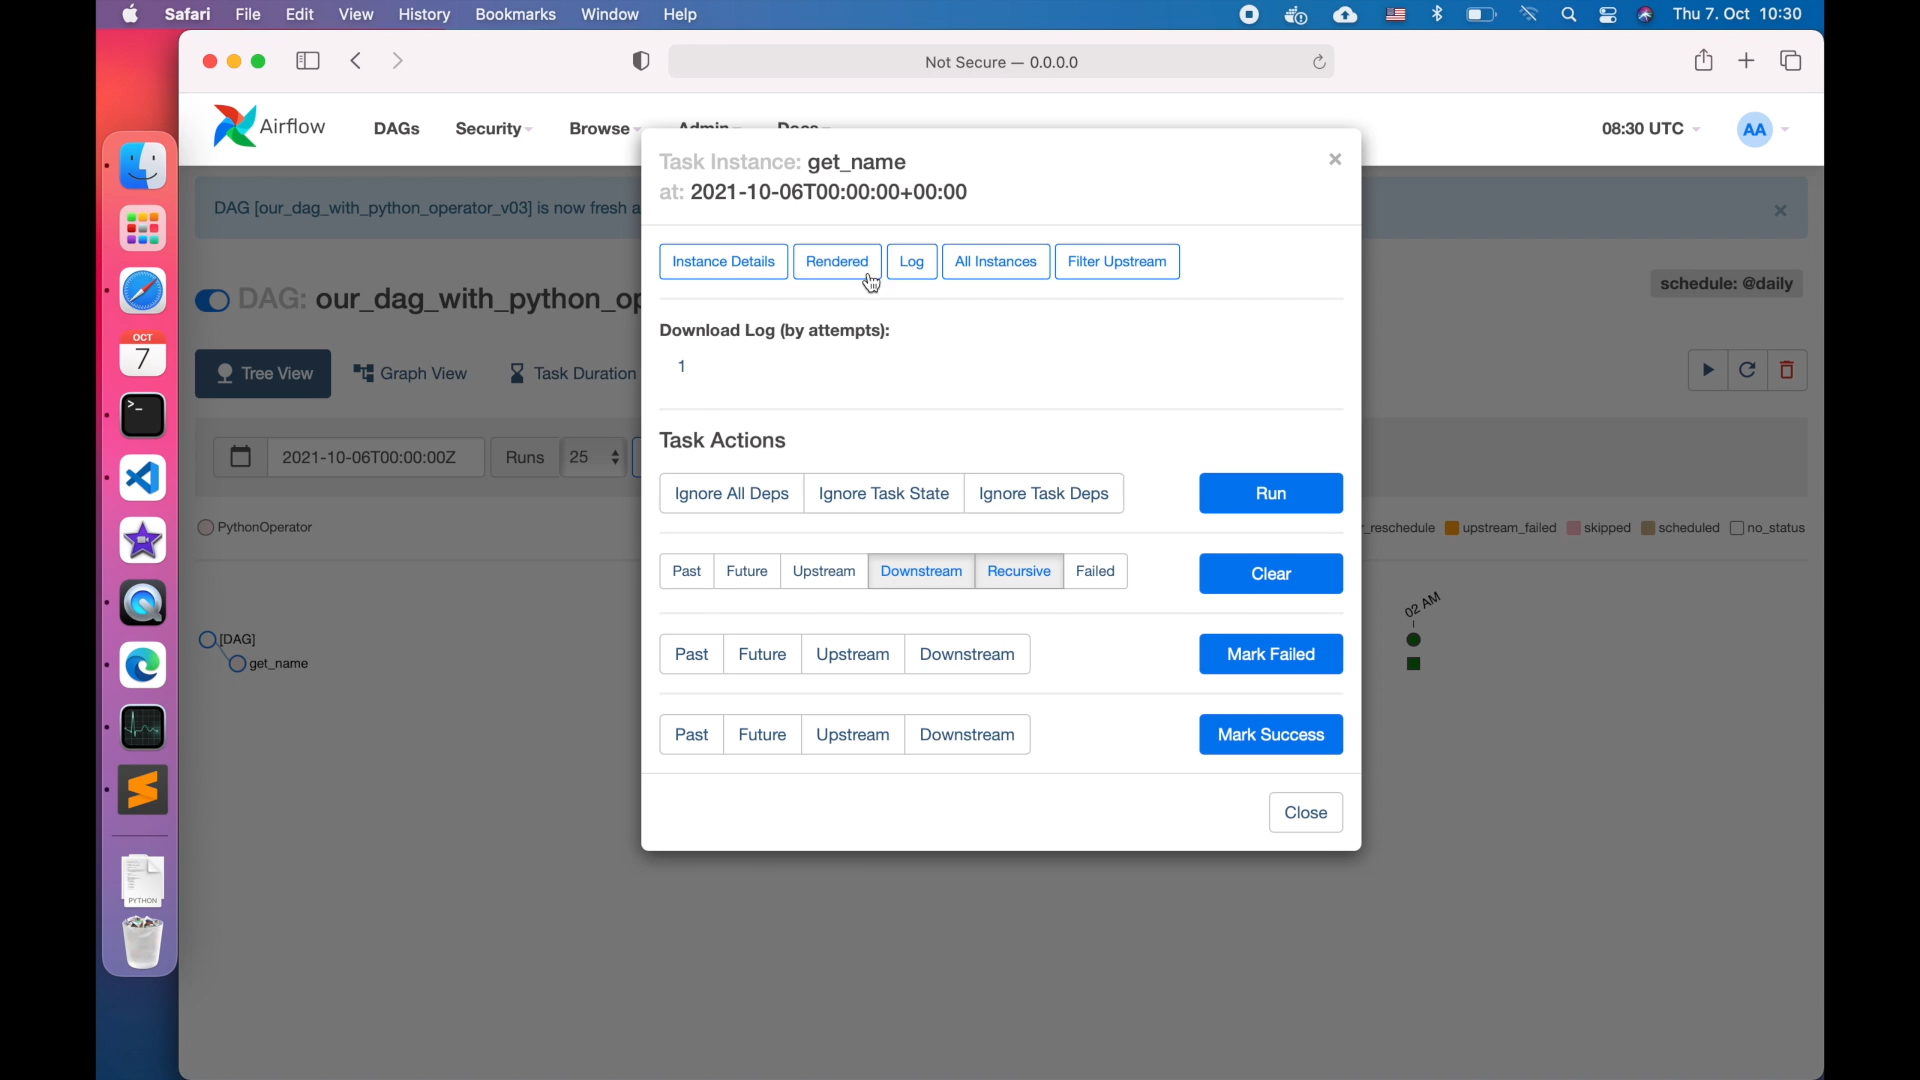 Safari File Edit View History Bookmarks Window Help Thu 7. Oct 10:30
Not Secure — 0.0.0.0
Airflow DAGs Security Browse Admin Docs 08:30 UTC AA
Task Instance: get_name
at: 2021-10-06T00:00:00+00:00
DAG [our_dag_with_python_operator_v03] is now fresh a
Instance Details Rendered Log All Instances Filter Upstream
schedule: @daily
DAG: our_dag_with_python_op
Download Log (by attempts):
1
Tree View Graph View Task Duration
Task Actions
2021-10-06T00:00:00Z Runs 25
Ignore All Deps Ignore Task State Ignore Task Deps Run
PythonOperator
_reschedule upstream_failed skipped scheduled no_status
Past Future Upstream Downstream Recursive Failed Clear
02 AM
[DAG]
get_name
Past Future Upstream Downstream Mark Failed
Past Future Upstream Downstream Mark Success
Close
OCT
7
PYTHON